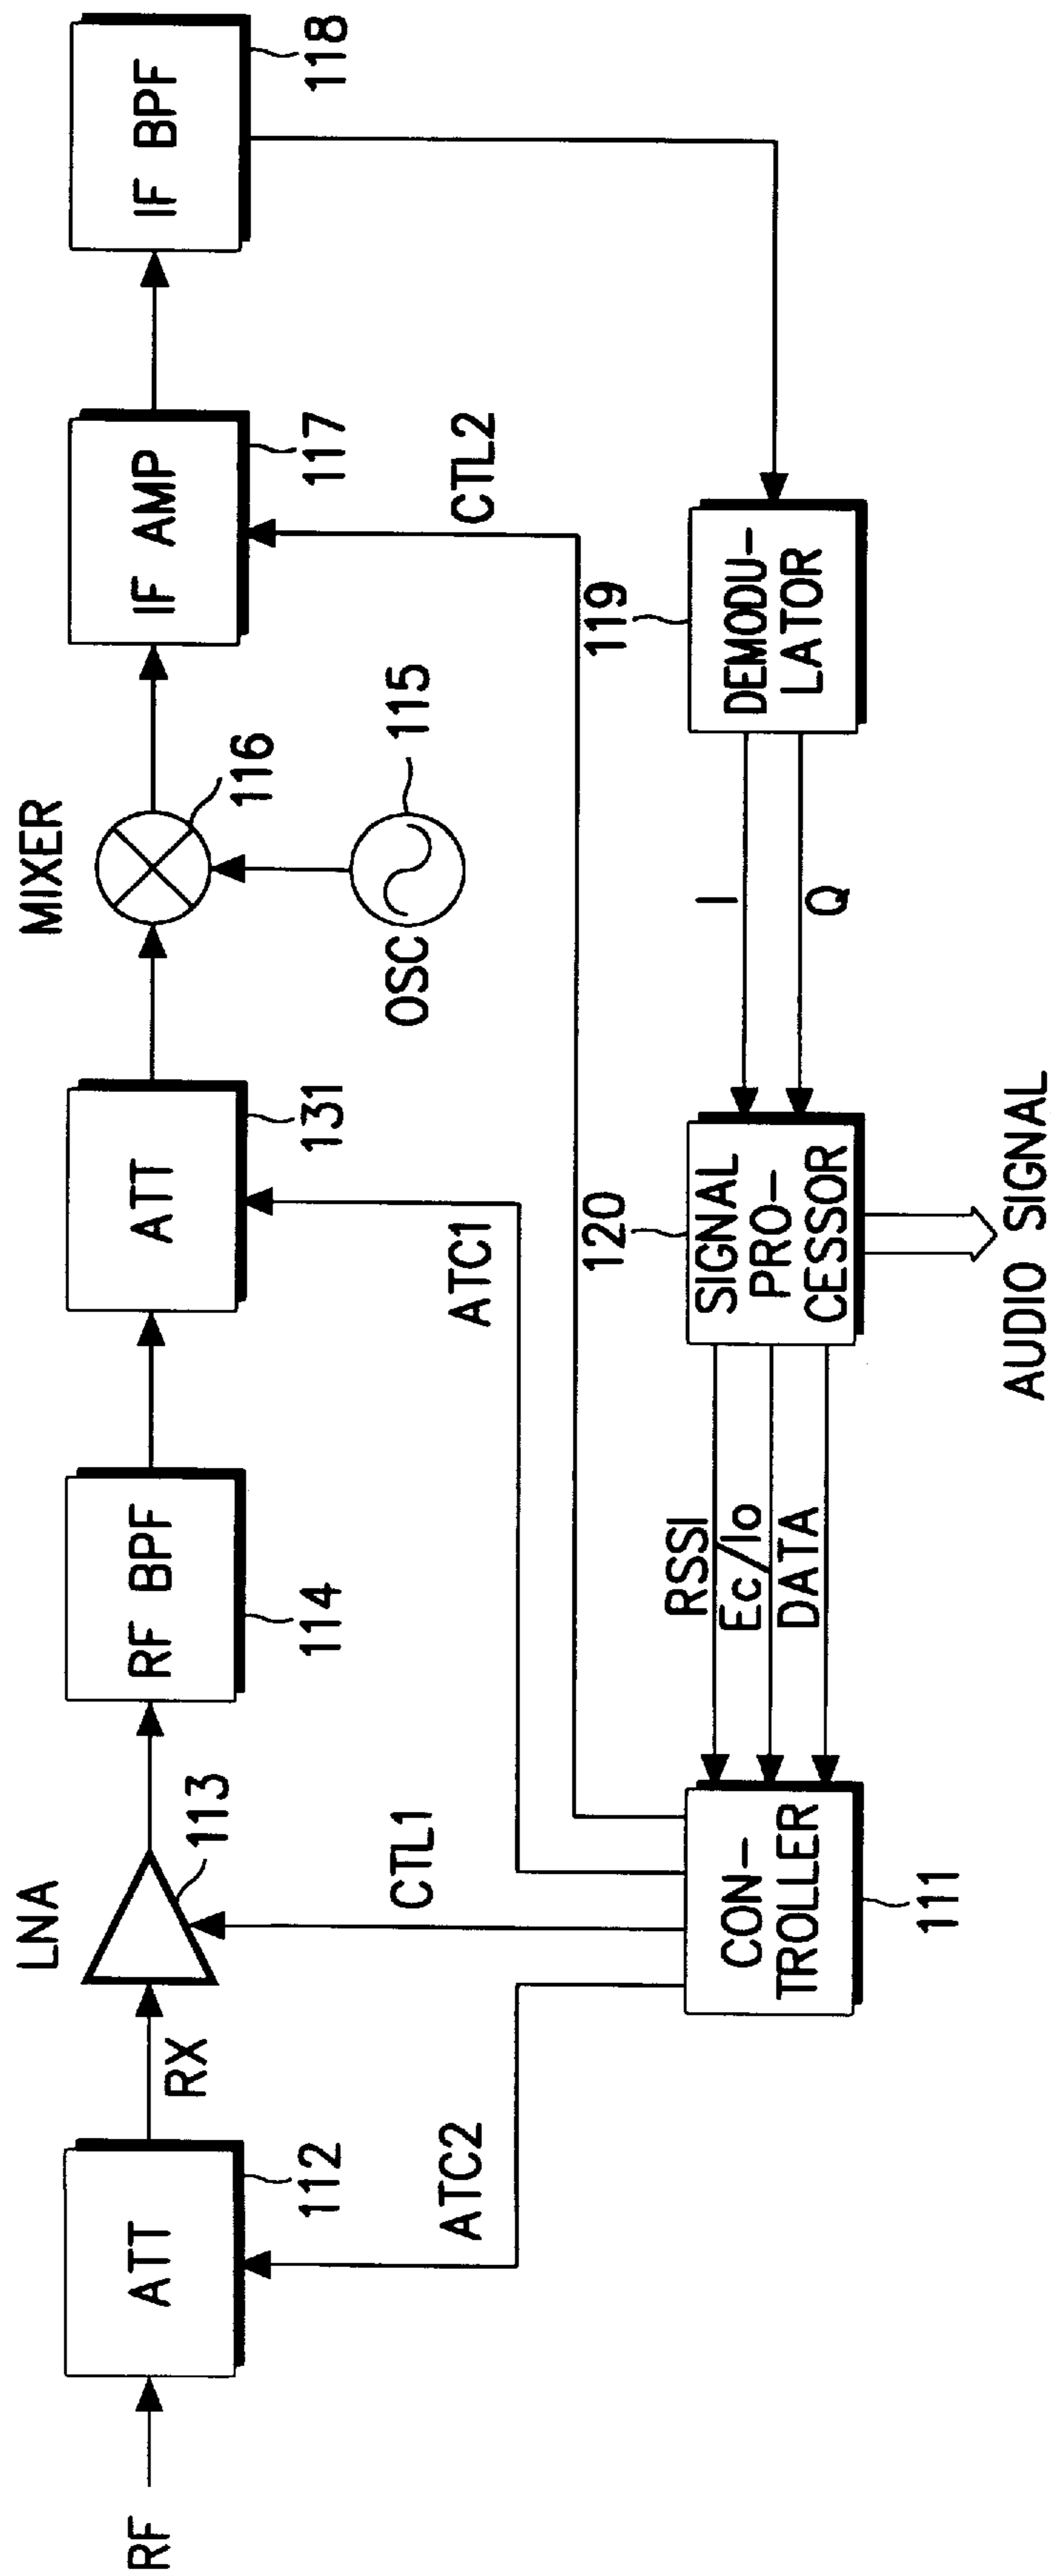 RF
ATT
112
RX
LNA
113
RF BPF
114
ATT
131
MIXER
116
OSC
115
IF AMP
117
IF BPF
118
ATC2
CTL1
ATC1
CTL2
CON-
TROLLER
111
RSSI
Ec/Io
DATA
120
SIGNAL
PRO-
CESSOR
AUDIO SIGNAL
I
Q
119
DEMODU-
LATOR